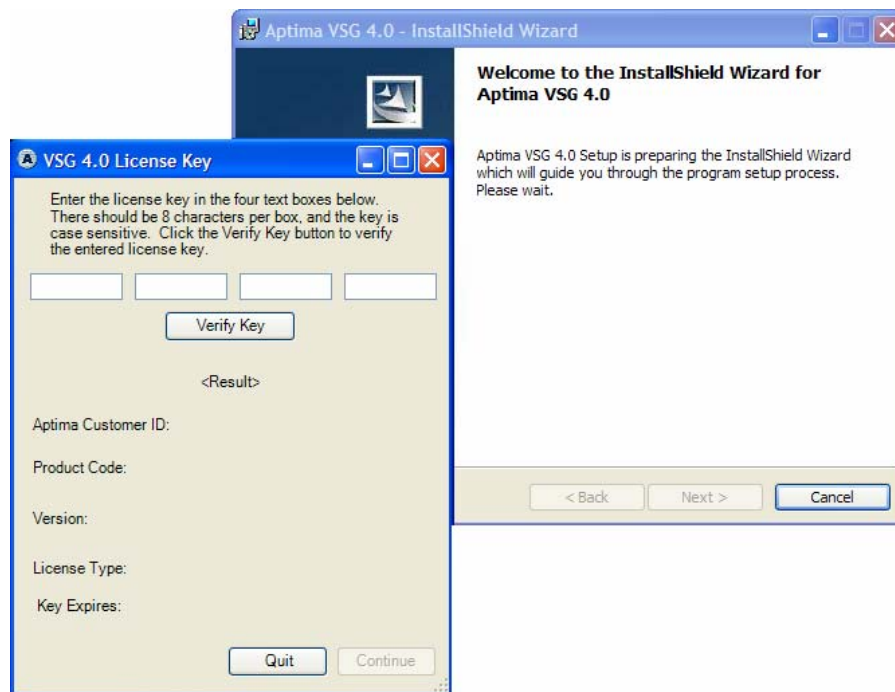 Aptima VSG 4.0 - InstallShield Wizard
Welcome to the InstallShield Wizard for
Aptima VSG 4.0
Aptima VSG 4.0 Setup is preparing the InstallShield Wizard
which will guide you through the program setup process.
Please wait.
< Back
Next >
Cancel
A VSG 4.0 License Key
Enter the license key in the four text boxes below.
There should be 8 characters per box, and the key is
case sensitive.  Click the Verify Key button to verify
the entered license key.
Verify Key
<Result>
Aptima Customer ID:
Product Code:
Version:
License Type:
Key Expires:
Quit
Continue